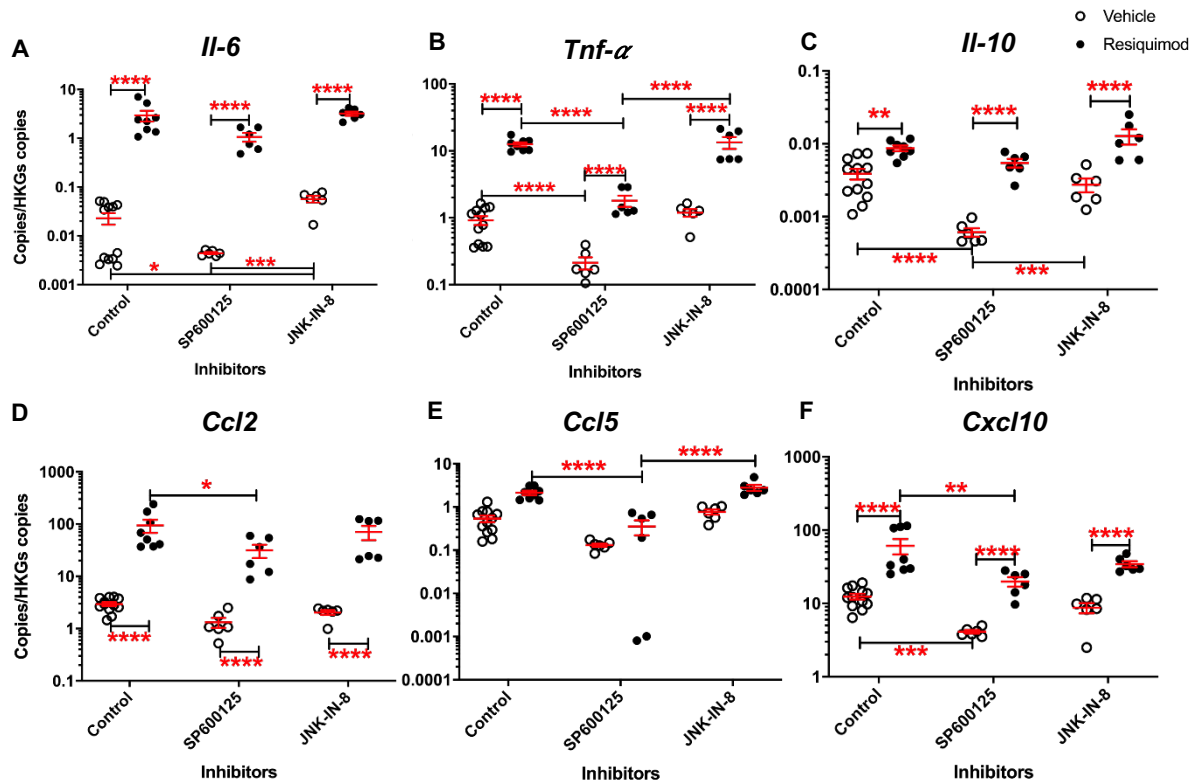 Vehicle
Resiquimod
A
Il-6
****
****
****
10
1
0.1
0.01
0.001
Copies/HKGs copies
*
***
Control
SP600125
JNK-IN-8
Inhibitors
B
Tnf-α
****
****
****
****
****
****
100
10
1
0.1
Control
SP600125
JNK-IN-8
Inhibitors
C
Il-10
**
****
****
0.1
0.01
0.001
0.0001
****
***
Control
SP600125
JNK-IN-8
Inhibitors
D
Ccl2
*
1000
100
10
1
0.1
Copies/HKGs copies
****
****
****
Control
SP600125
JNK-IN-8
Inhibitors
E
Ccl5
****
****
10
1
0.1
0.01
0.001
0.0001
Control
SP600125
JNK-IN-8
Inhibitors
F
Cxcl10
**
****
****
****
1000
100
10
1
***
Control
SP600125
JNK-IN-8
Inhibitors